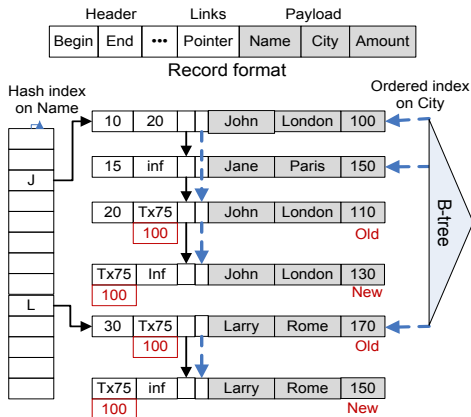 Header Links Payload
Begin End ••• Pointer Name City Amount
Record format
Hash index
on Name
Ordered index
on City
10 20 John London 100
15 inf Jane Paris 150
J
20 Tx75 John London 110
100 Old
B-tree
Tx75 Inf John London 130
100 New
L
30 Tx75 Larry Rome 170
100 Old
Tx75 inf Larry Rome 150
100 New